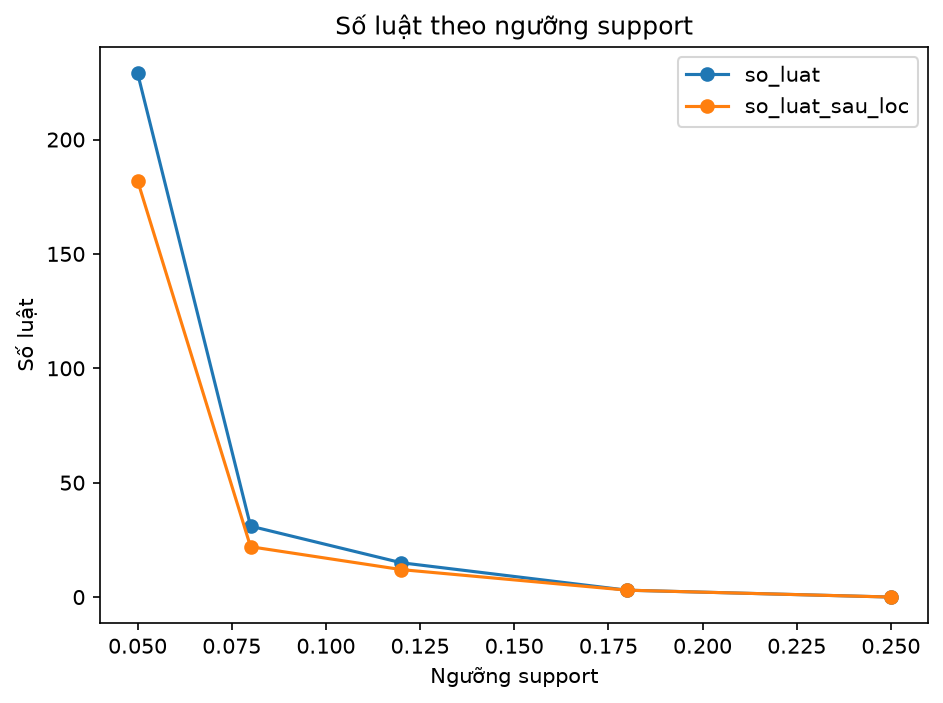 Số luật theo ngưỡng support
so_luat
so_luat_sau_loc
200
150
100
50
0
Số luật
0.050 0.075 0.100 0.125 0.150 0.175 0.200 0.225 0.250
Ngưỡng support